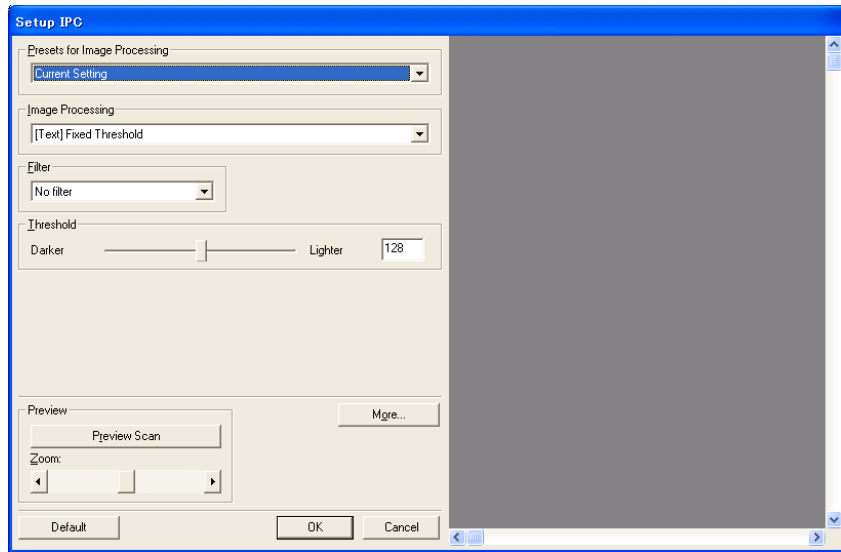 Setup IPC
Presets for Image Processing
Current Setting
Image Processing
[Text] Fixed Threshold
Filter
No filter
Threshold
Darker Lighter 128
Preview
More...
Preview Scan
Zoom:
Default OK Cancel